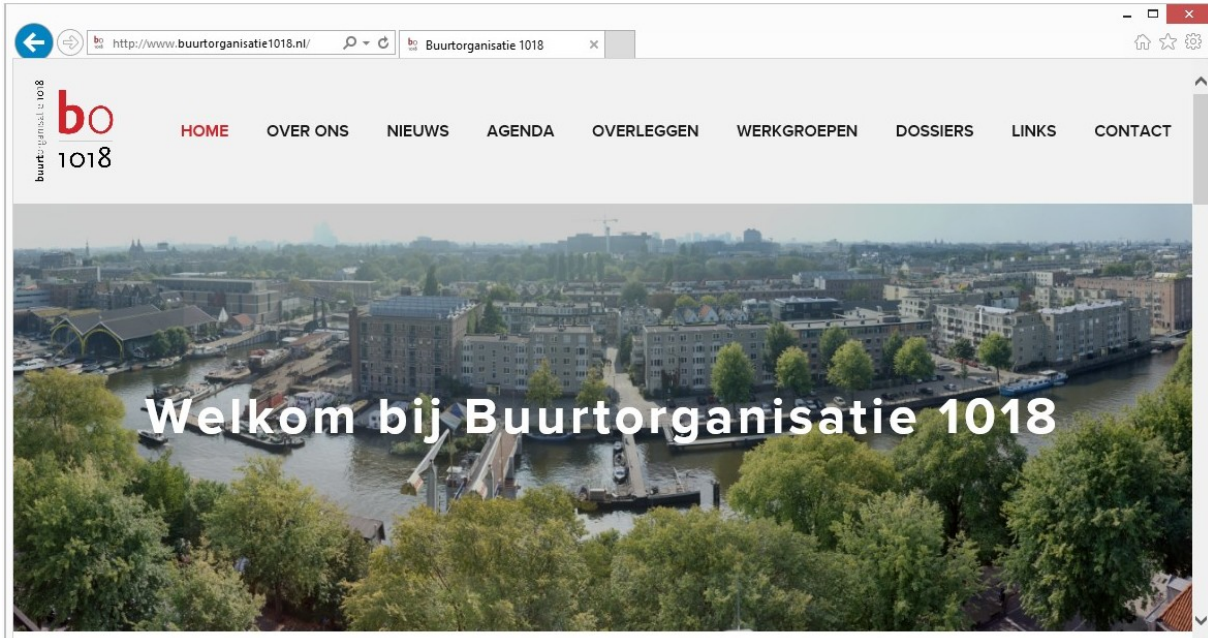 http://www.buurtorganisatie1018.nl/
Buurtorganisatie 1018
buurtorganisatie 1018
bo
1018
HOME OVER ONS NIEUWS AGENDA OVERLEGGEN WERKGROEPEN DOSSIERS LINKS CONTACT
Welkom bij Buurtorganisatie 1018